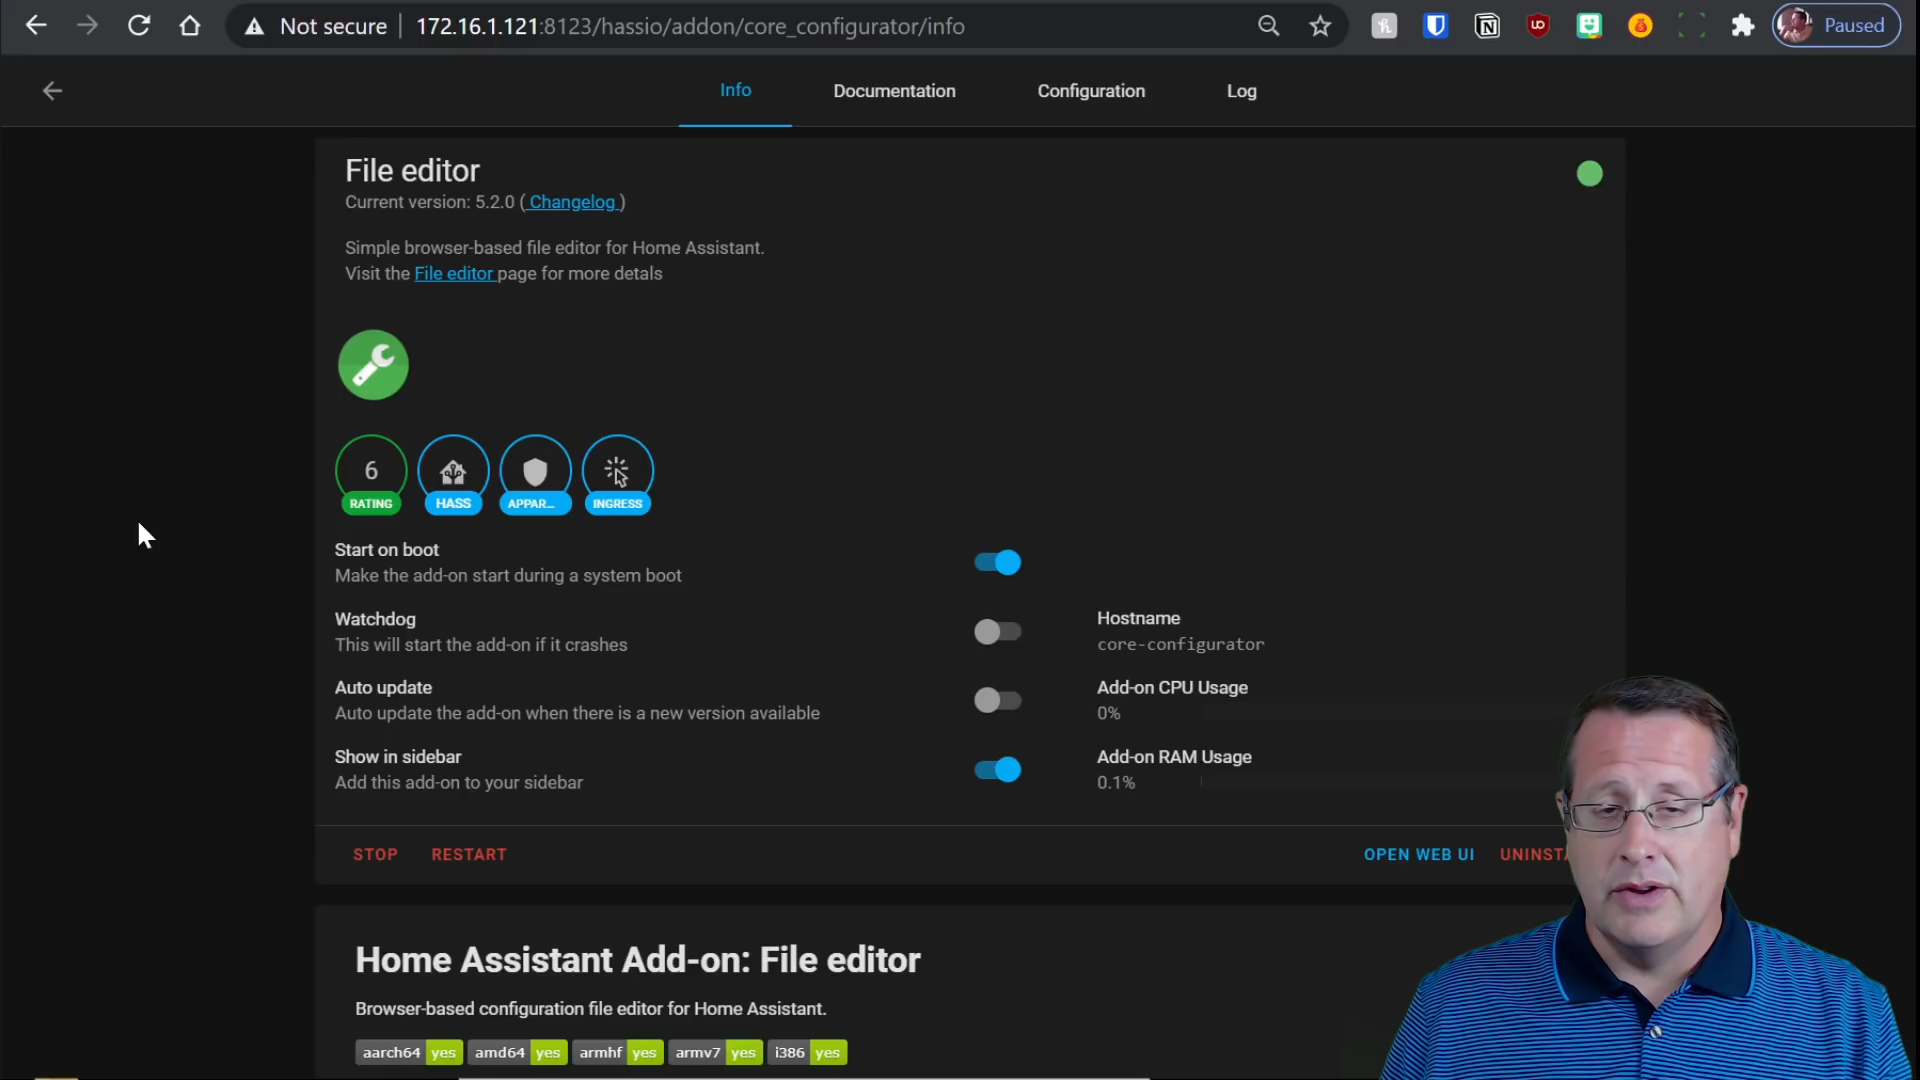 Not secure
172.16.1.121:8123/hassio/addon/core_configurator/info
Paused
Info
Documentation
Configuration
Log
File editor
Current version: 5.2.0 ( Changelog )
Simple browser-based file editor for Home Assistant.
Visit the File editor page for more detals
6
RATING
HASS
APPAR...
INGRESS
Start on boot
Make the add-on start during a system boot
Watchdog
This will start the add-on if it crashes
Hostname
core-configurator
Auto update
Auto update the add-on when there is a new version available
Add-on CPU Usage
0%
Show in sidebar
Add this add-on to your sidebar
Add-on RAM Usage
0.1%
STOP
RESTART
OPEN WEB UI
UNINSTA
Home Assistant Add-on: File editor
Browser-based configuration file editor for Home Assistant.
aarch64 yes amd64 yes armhf yes armv7 yes i386 yes